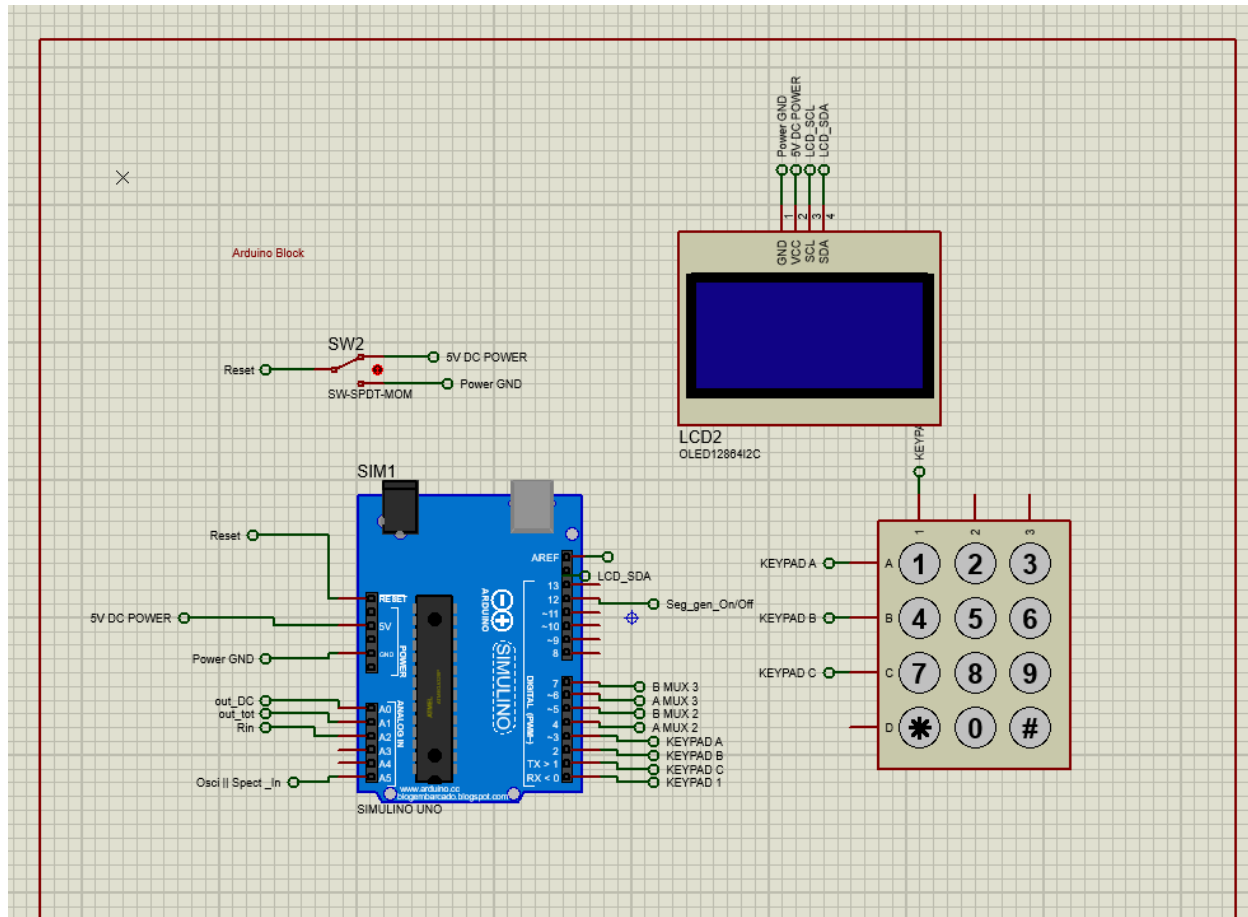 Power GND
5V DC POWER
LCD_SCL
LCD_SDA
1
2
3
4
GND
VCC
SCL
SDA
Arduino Block
SW2
5V DC POWER
Reset
Power GND
SW-SPDT-MOM
LCD2
OLED12864I2C
KEYPA
SIM1
Reset
5V DC POWER
Power GND
out_DC
out_tot
Rin
Osci || Spect _In
RESET
5V
GND
POWER
A0
A1
A2
A3
A4
A5
ANALOG IN
ARDUINO
SIMULINO
AREF
13
12
~11
~10
~9
8
7
~6
~5
4
~3
2
TX > 1
RX < 0
DIGITAL (PWM~)
www.arduino.cc
blogembarcado.blogspot.com
SIMULINO UNO
LCD_SDA
Seg_gen_On/Off
B MUX 3
A MUX 3
B MUX 2
A MUX 2
KEYPAD A
KEYPAD B
KEYPAD C
KEYPAD 1
1 2 3
KEYPAD A A 1 2 3
KEYPAD B B 4 5 6
KEYPAD C C 7 8 9
D * 0 #